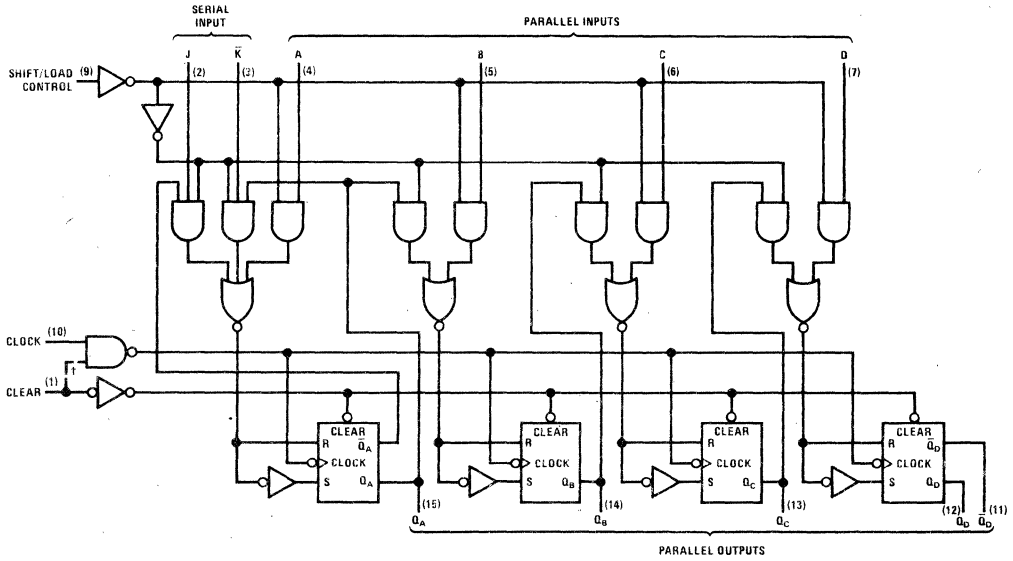 SERIAL
INPUT
PARALLEL INPUTS
J
K̅
A
B
C
D
SHIFT/LOAD
CONTROL
(9)
(2)
(3)
(4)
(5)
(6)
(7)
CLOCK
(10)
†
CLEAR
(1)
CLEAR
R
Q̅A
CLOCK
S
QA
CLEAR
R
CLOCK
S
QB
CLEAR
R
CLOCK
S
QC
CLEAR
R
Q̅D
CLOCK
S
QD
(15)
QA
(14)
QB
(13)
QC
(12)
QD
(11)
Q̅D
PARALLEL OUTPUTS